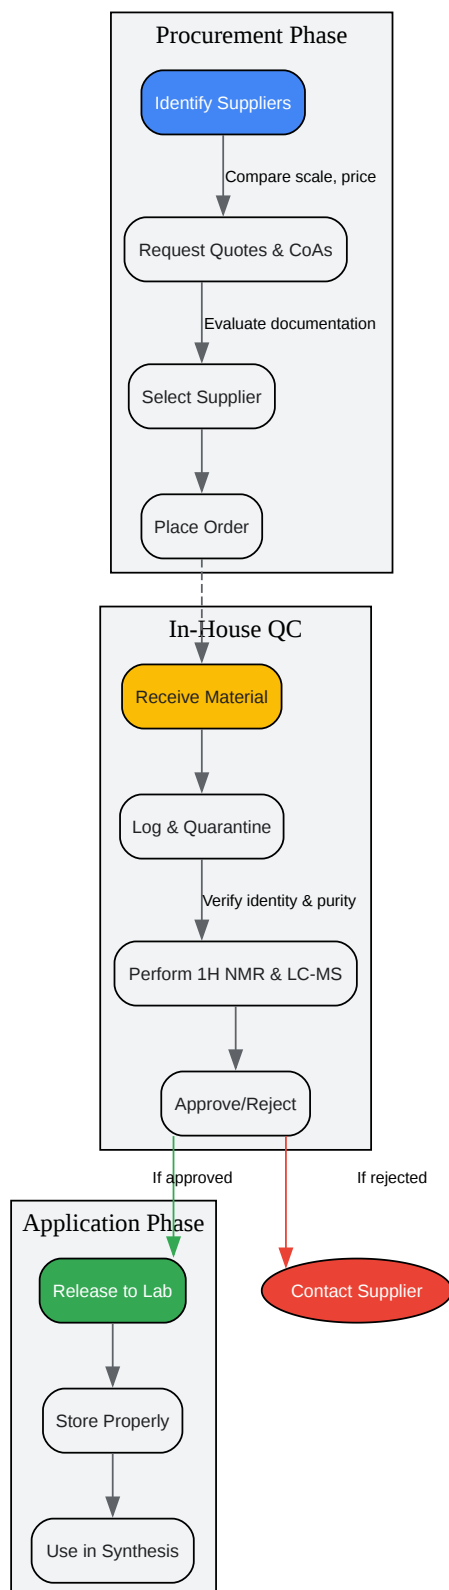 Procurement Phase
Identify Suppliers
Compare scale, price
Request Quotes & CoAs
Evaluate documentation
Select Supplier
Place Order
In-House QC
Receive Material
Log & Quarantine
Verify identity & purity
Perform 1H NMR & LC-MS
Approve/Reject
If approved
If rejected
Application Phase
Release to Lab
Contact Supplier
Store Properly
Use in Synthesis